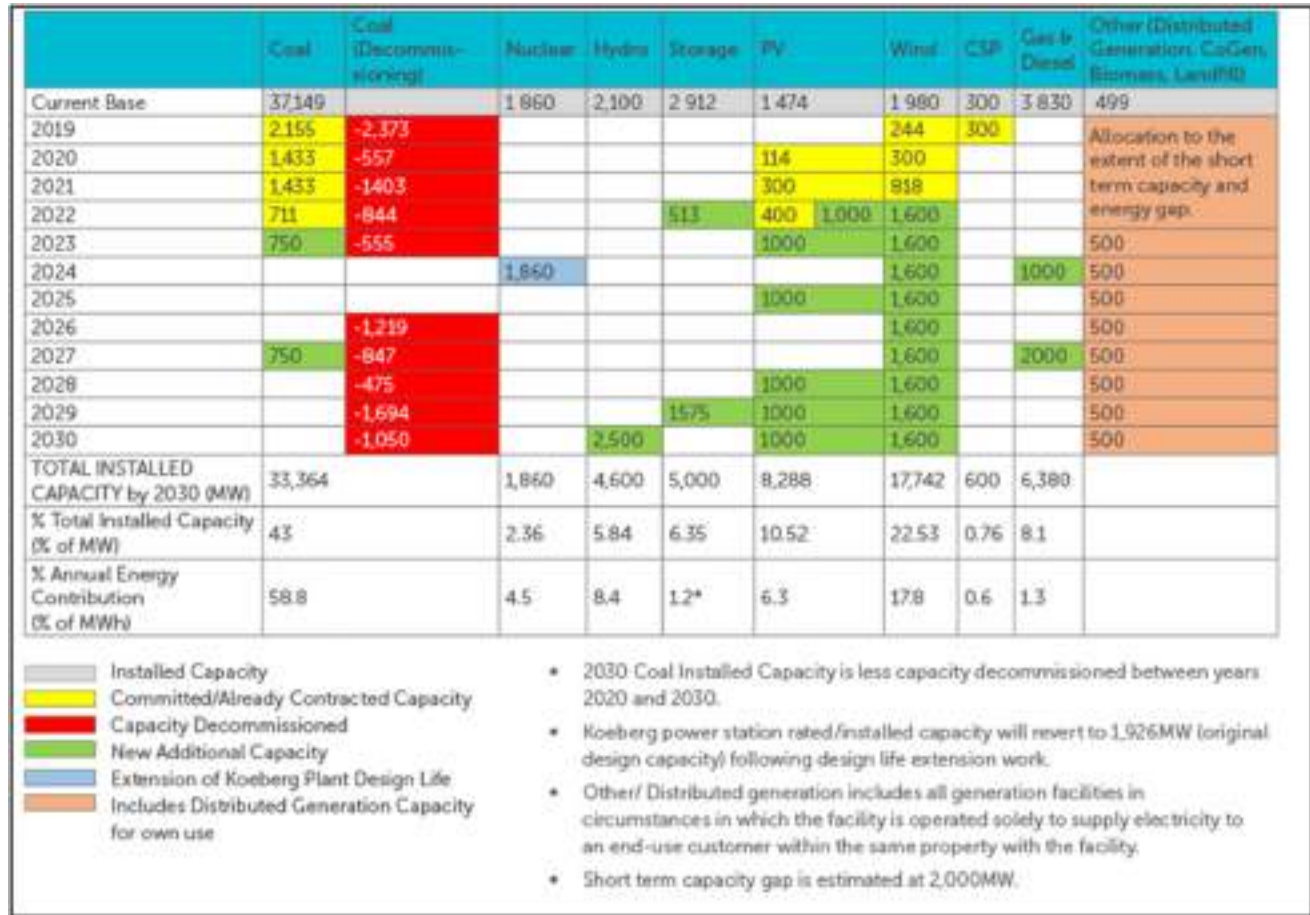 Coal Coal (Decommis- sioning) Nuclear Hydro Storage PV Wind CSP Gas & Diesel Other (Distributed Generation, CoGen, Biomass, Landfill)
Current Base 37,149 1 860 2,100 2 912 1 474 1 980 300 3 830 499
2019 2,155 -2,373 244 300 Allocation to the
2020 1,433 -557 114 300 extent of the short
2021 1,433 -1403 300 818 term capacity and
2022 711 -844 513 400 1,000 1,600 energy gap.
2023 750 -555 1000 1,600 500
2024 1,860 1,600 1000 500
2025 1000 1,600 500
2026 -1,219 1,600 500
2027 750 -847 1,600 2000 500
2028 -475 1000 1,600 500
2029 -1,694 1575 1000 1,600 500
2030 -1,050 2,500 1000 1,600 500
TOTAL INSTALLED
CAPACITY by 2030 (MW) 33,364 1,860 4,600 5,000 8,288 17,742 600 6,380
% Total Installed Capacity
(% of MW) 43 2.36 5.84 6.35 10.52 22.53 0.76 8.1
% Annual Energy
Contribution
(% of MWh) 58.8 4.5 8.4 1.2* 6.3 17.8 0.6 1.3
Installed Capacity
Committed/Already Contracted Capacity
Capacity Decommissioned
New Additional Capacity
Extension of Koeberg Plant Design Life
Includes Distributed Generation Capacity
for own use
• 2030 Coal Installed Capacity is less capacity decommissioned between years
2020 and 2030.
• Koeberg power station rated/installed capacity will revert to 1,926MW (original
design capacity) following design life extension work.
• Other/ Distributed generation includes all generation facilities in
circumstances in which the facility is operated solely to supply electricity to
an end-use customer within the same property with the facility.
• Short term capacity gap is estimated at 2,000MW.